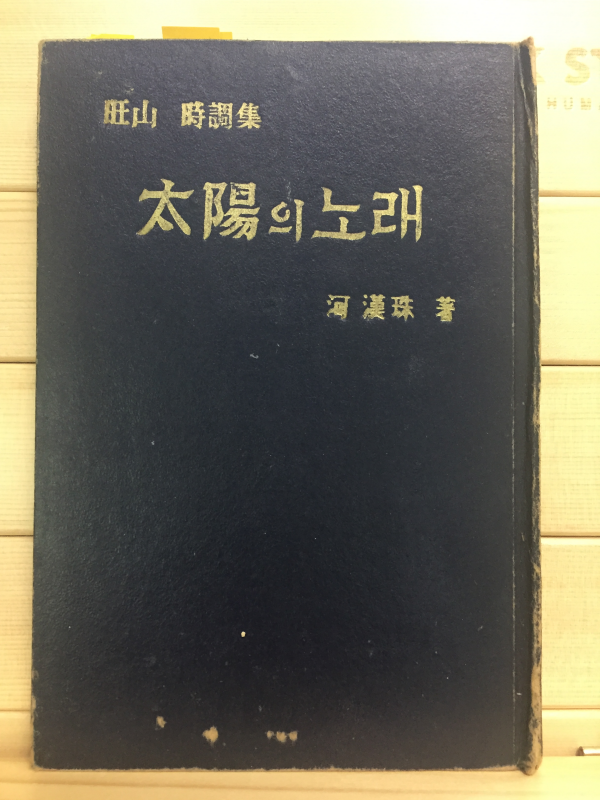 旺山 時調集
太陽의 노래
河漢珠 著